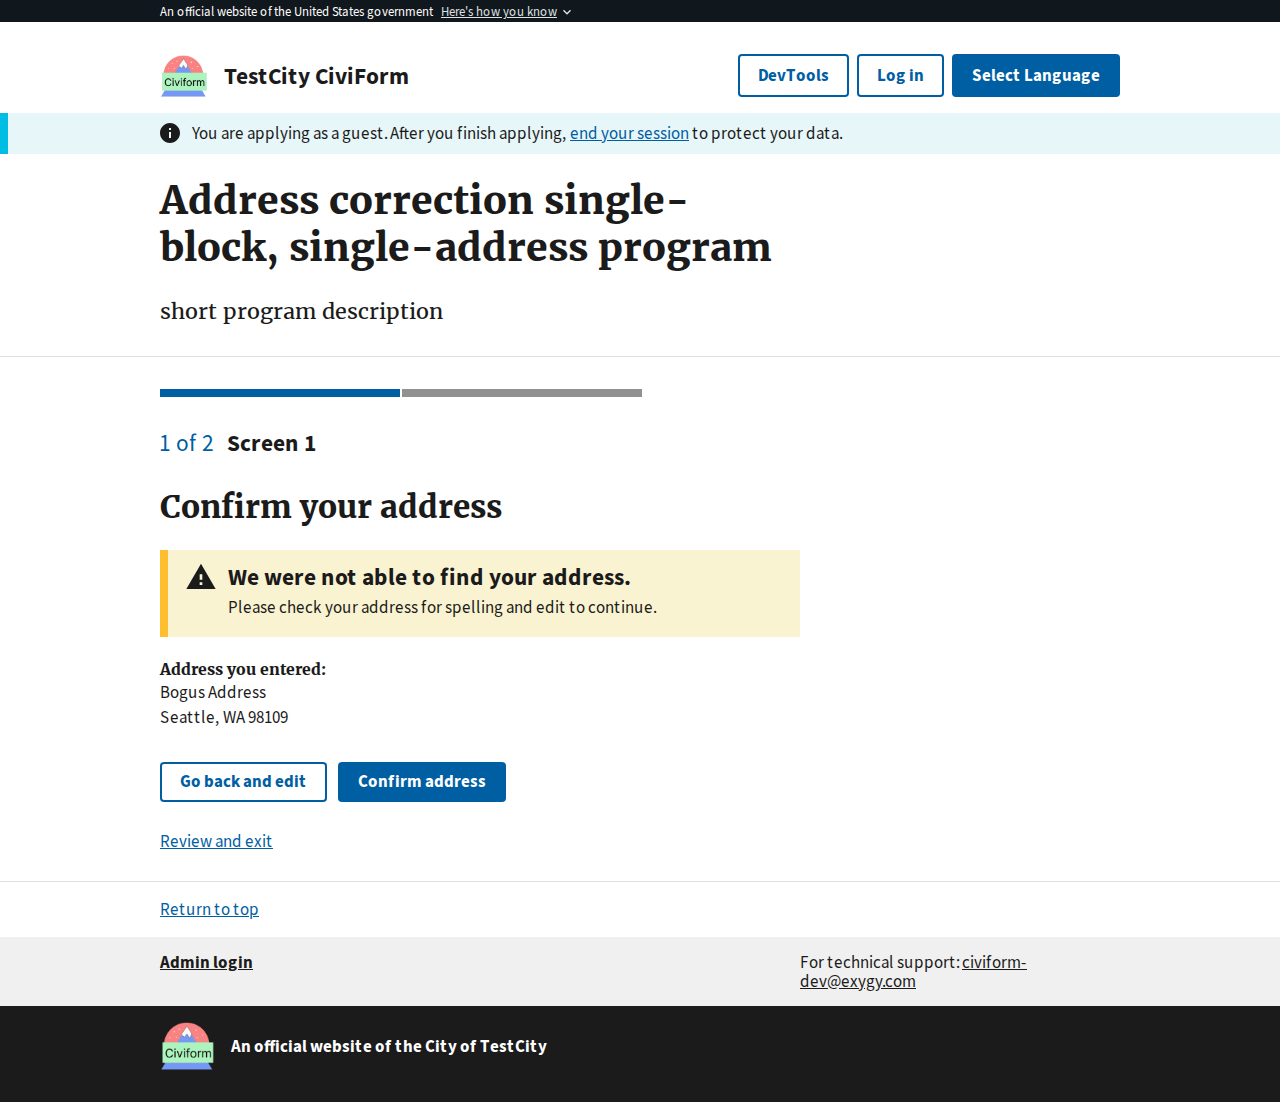 An official website of the United States government Here's how you know
Civiform
TestCity CiviForm
DevTools
Log in
Select Language
You are applying as a guest. After you finish applying, end your session to protect your data.
Address correction single-
block, single-address program
short program description
1 of 2 Screen 1
Confirm your address
We were not able to find your address.
Please check your address for spelling and edit to continue.
Address you entered:
Bogus Address
Seattle, WA 98109
Go back and edit
Confirm address
Review and exit
Return to top
Admin login
For technical support: civiform-
dev@exygy.com
Civiform
An official website of the City of TestCity